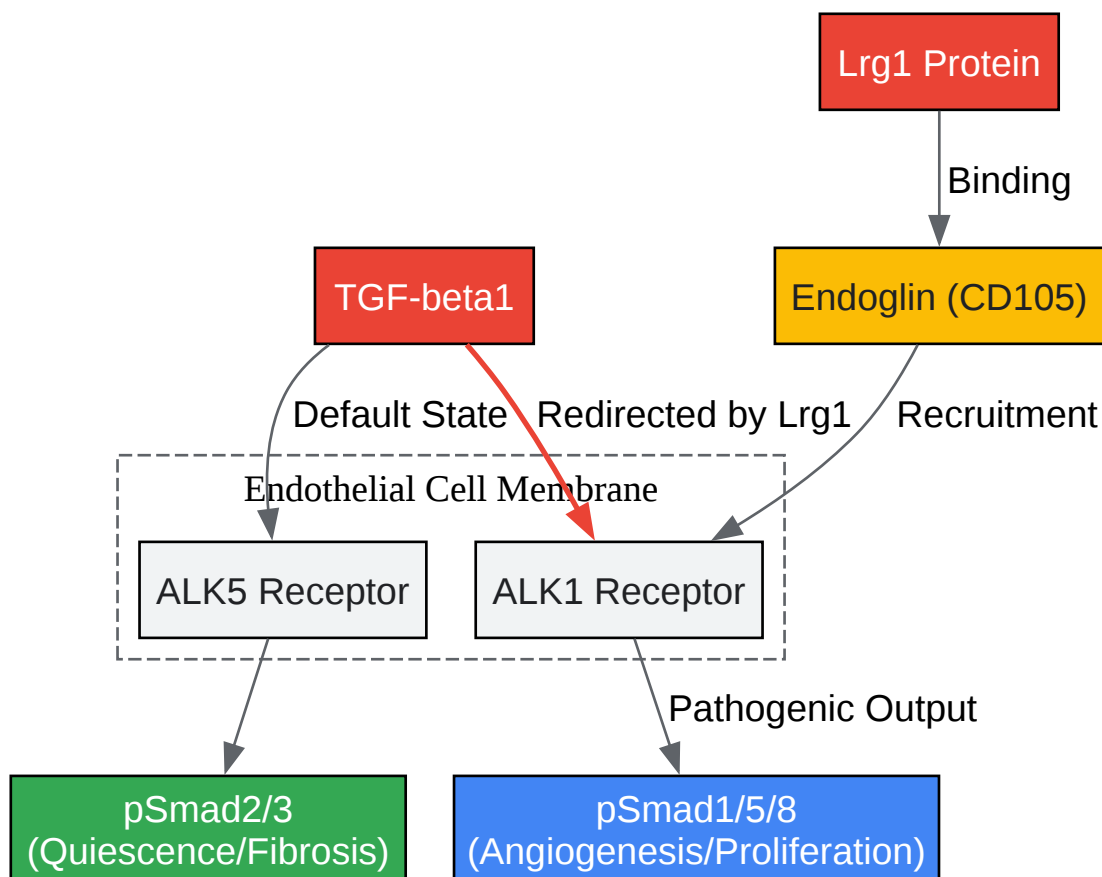 Lrg1 Protein
Binding
TGF-beta1
Endoglin (CD105)
Default State
Redirected by Lrg1
Recruitment
Endothelial Cell Membrane
ALK5 Receptor
ALK1 Receptor
Pathogenic Output
pSmad2/3
(Quiescence/Fibrosis)
pSmad1/5/8
(Angiogenesis/Proliferation)